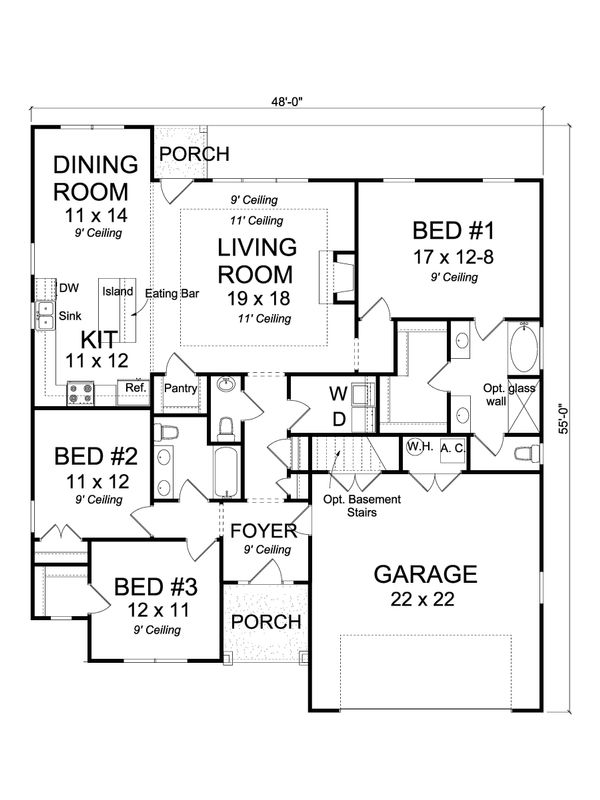 48'-0"
DINING
ROOM
11 x 14
9' Ceiling
PORCH
9' Ceiling
11' Ceiling
LIVING
ROOM
19 x 18
11' Ceiling
BED #1
17 x 12-8
9' Ceiling
DW
Sink
Island
Eating Bar
KIT
11 x 12
Ref.
Pantry
W
D
Opt. glass
wall
55'-0"
W.H.
A.C.
BED #2
11 x 12
9' Ceiling
Opt. Basement
Stairs
FOYER
9' Ceiling
BED #3
12 x 11
9' Ceiling
PORCH
GARAGE
22 x 22